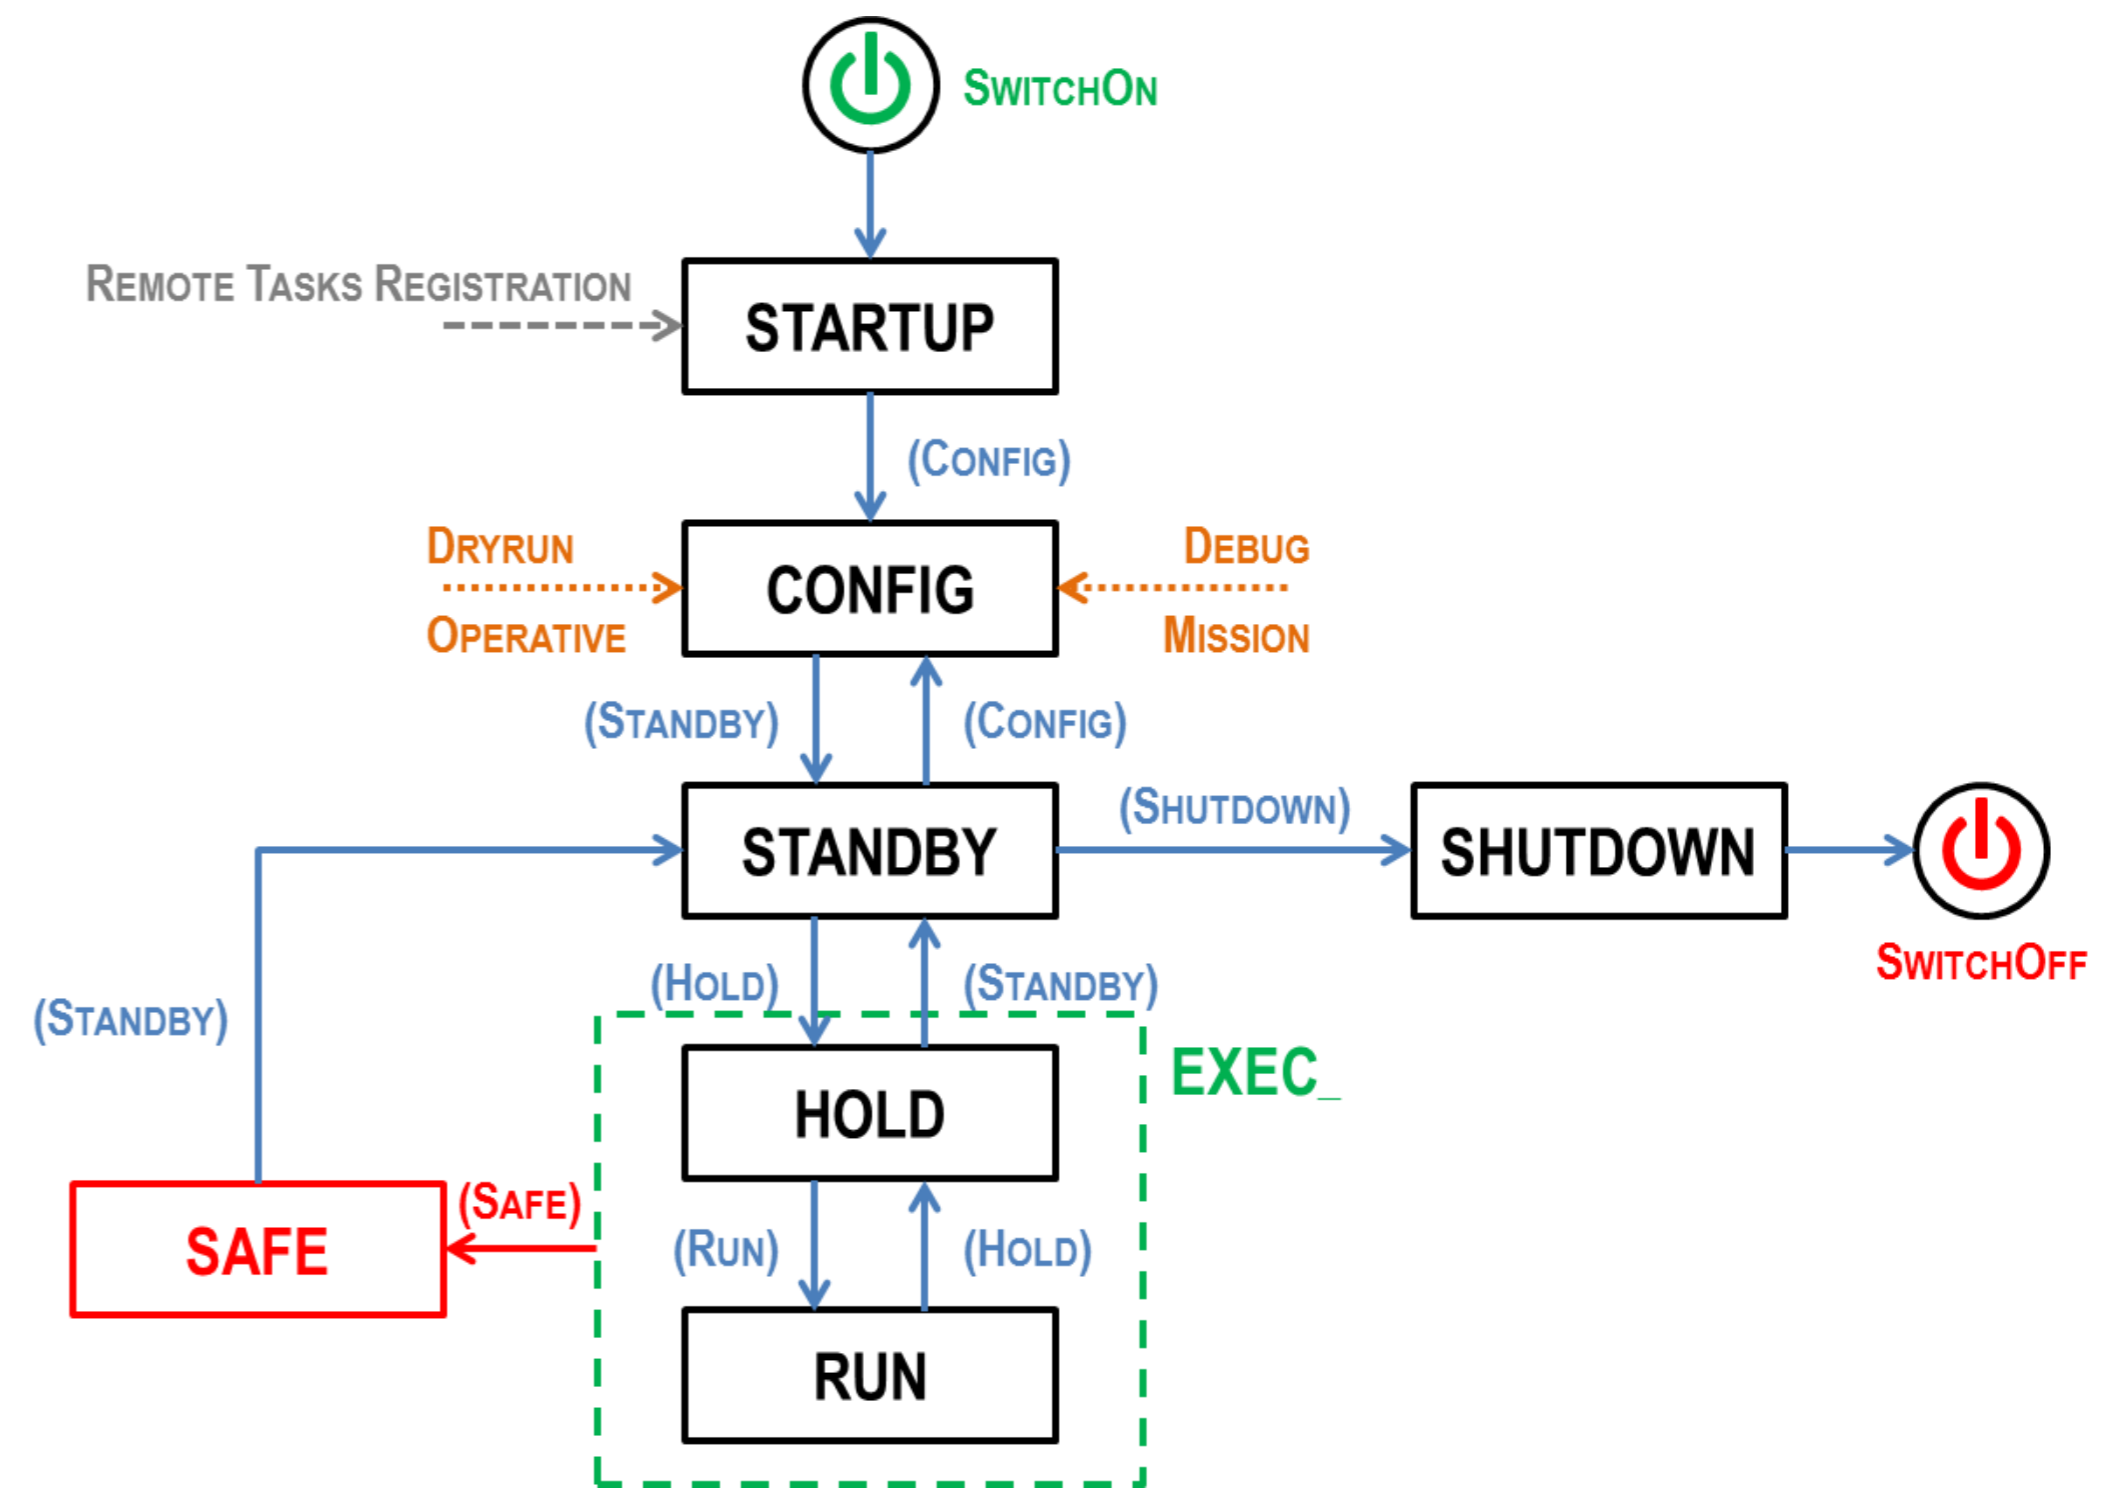 SwitchOn
Remote Tasks Registration
STARTUP
(Config)
Dryrun
Debug
CONFIG
Operative
Mission
(Standby)
(Config)
(Shutdown)
STANDBY
SHUTDOWN
SwitchOff
(Hold)
(Standby)
(Standby)
EXEC_
HOLD
(Safe)
SAFE
(Run)
(Hold)
RUN